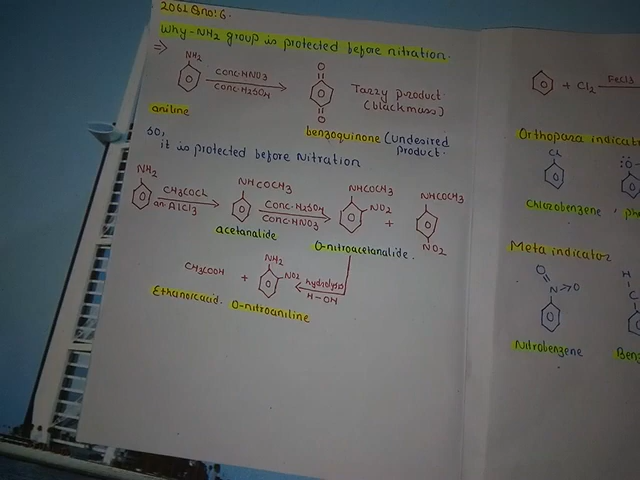 2061 Q.no:6.
Why -NH2 group is protected before nitration.
⇒
NH2
Conc. HNO3
Conc. H2SO4
O
O
Tarry product
(black mass)
aniline
benzoquinone (undesired
product.
So,
it is protected before Nitration
NH2
CH3COCl
an. AlCl3
NHCOCH3
Conc. H2SO4
Conc. HNO3
NHCOCH3
NO2
+
NHCOCH3
NO2
acetanalide
O-nitroacetanalide.
CH3COOH
+
NH2
NO2
hydrolysis
H-OH
Ethanoic acid.
O-nitroaniline
+ Cl2
FeCl3
Orthopara indicat
Cl
:O
Chlorobenzene
Meta indicator
O
N→O
H
C
Nitrobenzene
Benz